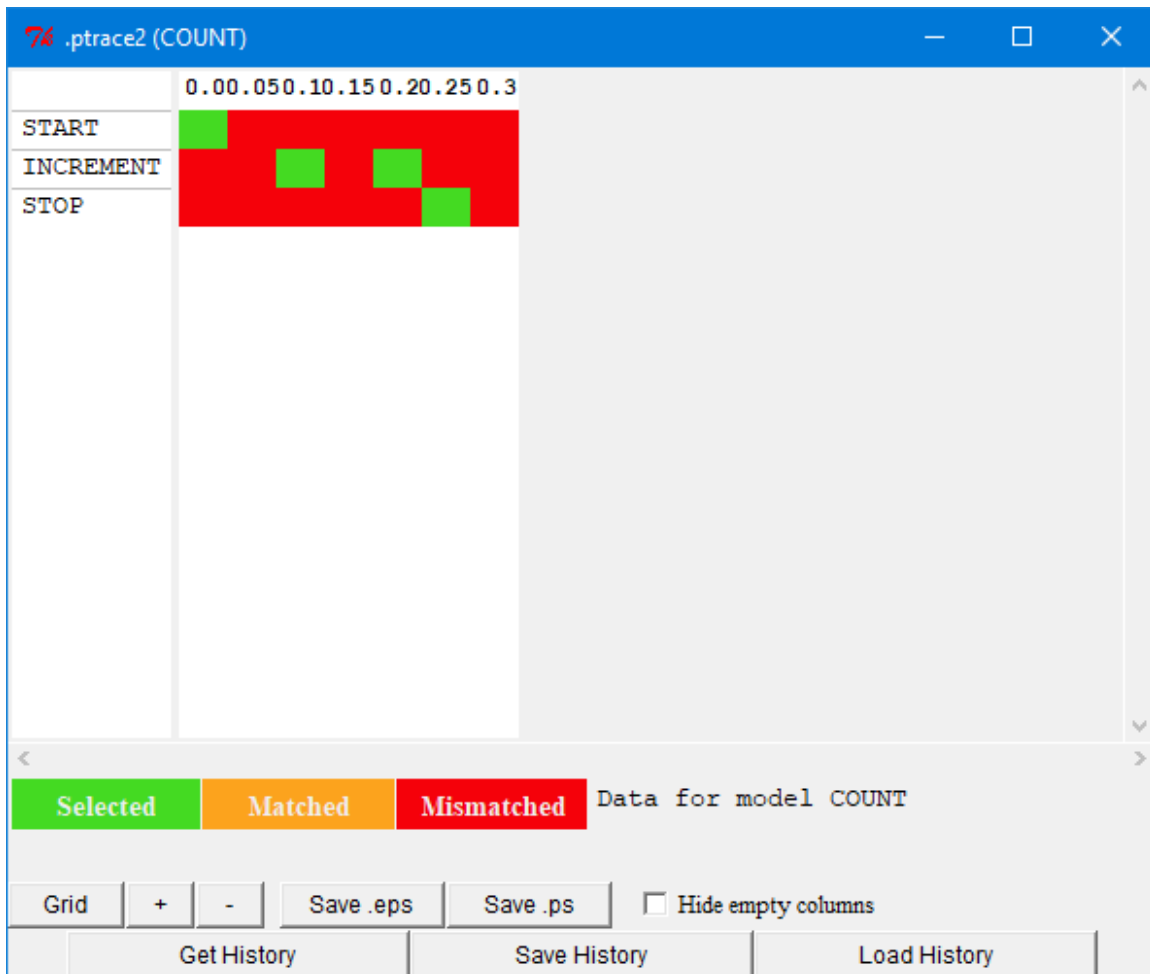 .ptrace2 (COUNT)
0.00.050.10.150.20.250.3
START
INCREMENT
STOP
Selected Matched Mismatched Data for model COUNT
Grid + - Save .eps Save .ps Hide empty columns
Get History Save History Load History